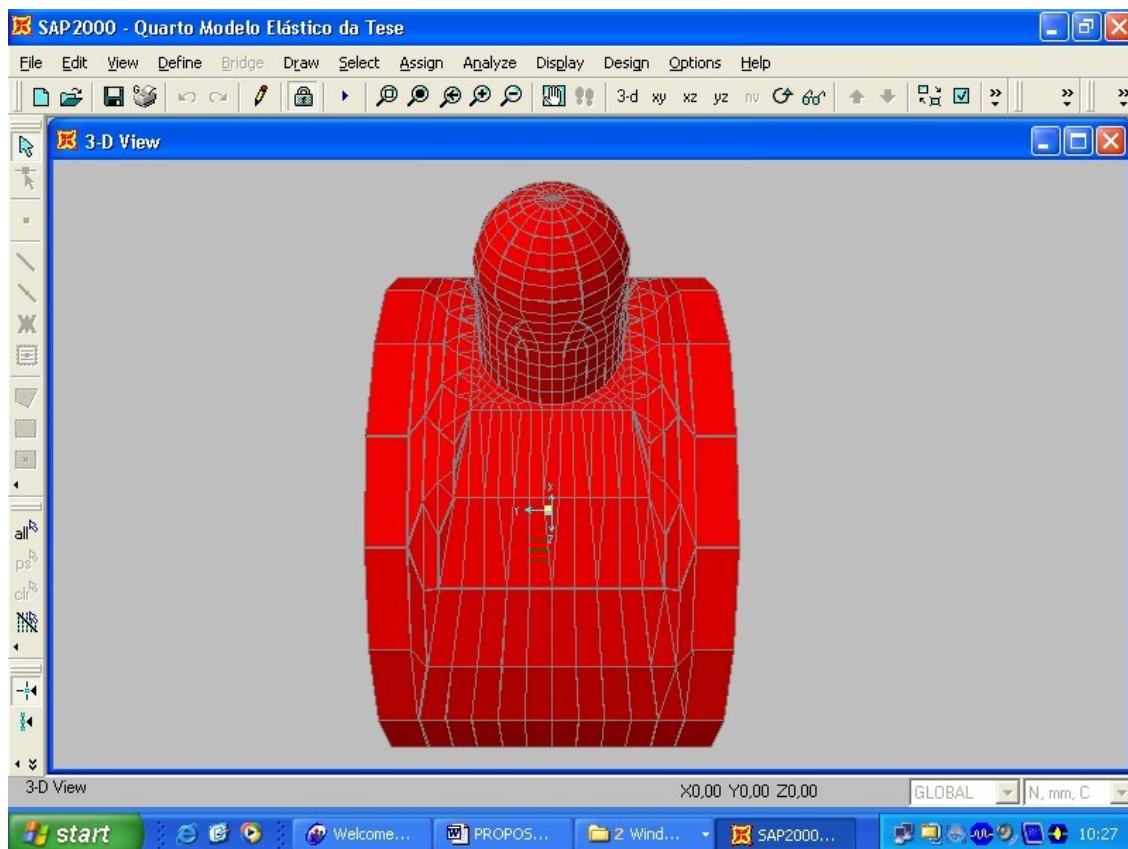 SAP2000 - Quarto Modelo Elástico da Tese
File Edit View Define Bridge Draw Select Assign Analyze Display Design Options Help
3-d xy xz yz nv
3-D View
all
ps
clr
X
Y
Z
3-D View X0,00 Y0,00 Z0,00 GLOBAL N, mm, C
start Welcome... PROPOS... 2 Wind... SAP2000... 10:27